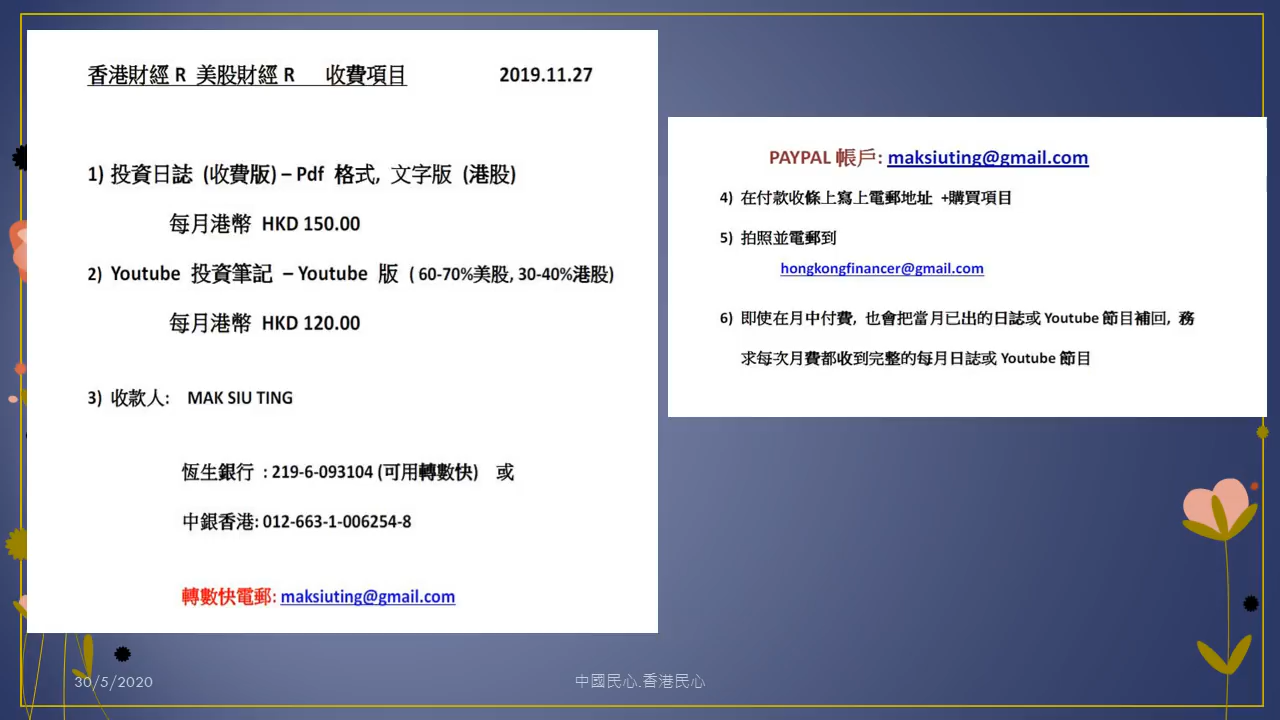 香港財經 R 美股財經 R 收費項目 2019.11.27
1) 投資日誌 (收費版) – Pdf 格式, 文字版 (港股)
每月港幣 HKD 150.00
2) Youtube 投資筆記 – Youtube 版 ( 60-70%美股, 30-40%港股)
每月港幣 HKD 120.00
3) 收款人: MAK SIU TING
恆生銀行 : 219-6-093104 (可用轉數快) 或
中銀香港: 012-663-1-006254-8
轉數快電郵: maksiuting@gmail.com
PAYPAL 帳戶: maksiuting@gmail.com
4) 在付款收條上寫上電郵地址 +購買項目
5) 拍照並電郵到
hongkongfinancer@gmail.com
6) 即使在月中付費, 也會把當月已出的日誌或 Youtube 節目補回, 務
求每次月費都收到完整的每月日誌或 Youtube 節目
30/5/2020
中國民心.香港民心